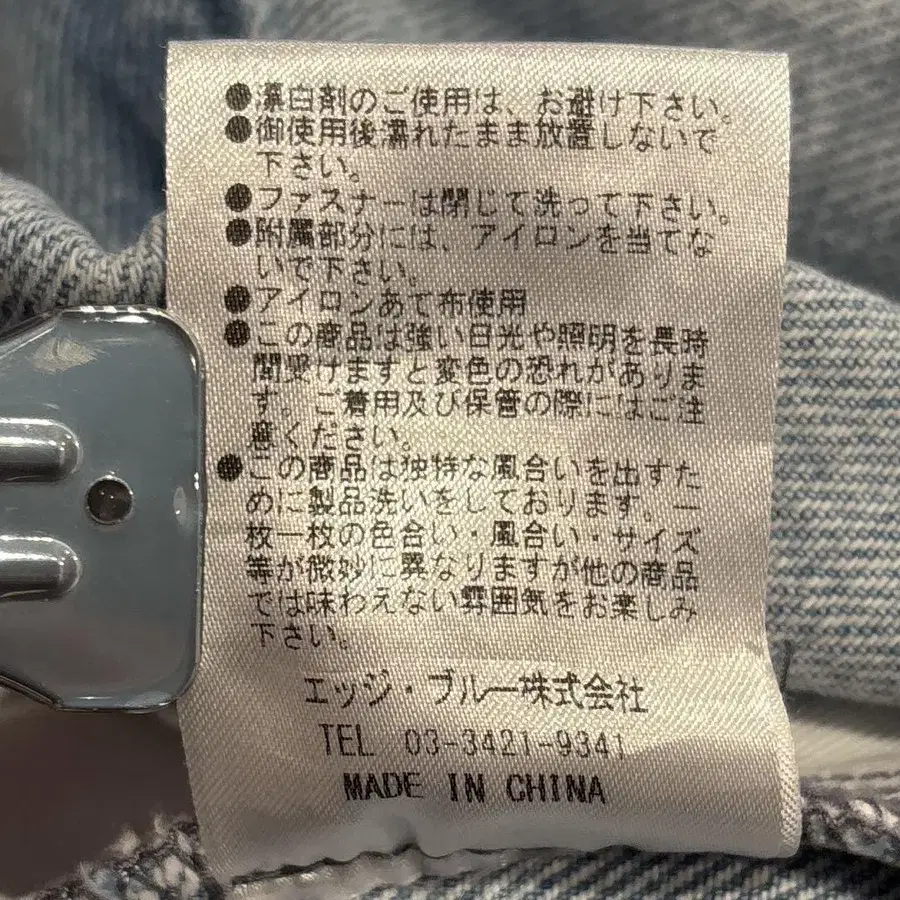 ●漂白剤のご使用は、お避け下さい。
●御使用後濡れたまま放置しないで
下さい。
●ファスナーは閉じて洗って下さい。
●附属部分には、アイロンを当てな
いで下さい。
●アイロンあて布使用
●この商品は強い日光や照明を長時
間受けますと変色の恐れがありま
す。ご着用及び保管の際にはご注
意ください。
●この商品は独特な風合いを出すた
めに製品洗いをしております。一
枚一枚の色合い・風合い・サイズ
等が微妙に異なりますが他の商品
では味わえない雰囲気をお楽しみ
下さい。
エッジ・ブルー株式会社
TEL 03-3421-9341
MADE IN CHINA